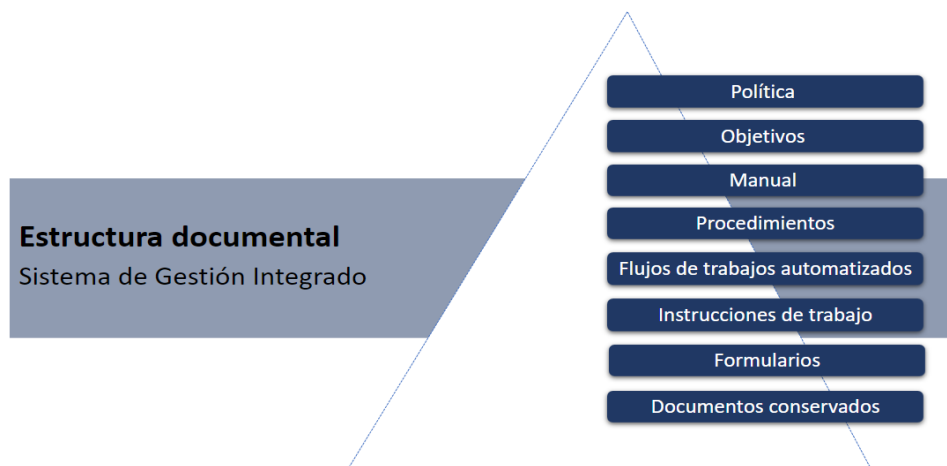 Estructura documental
Sistema de Gestión Integrado
Política
Objetivos
Manual
Procedimientos
Flujos de trabajos automatizados
Instrucciones de trabajo
Formularios
Documentos conservados